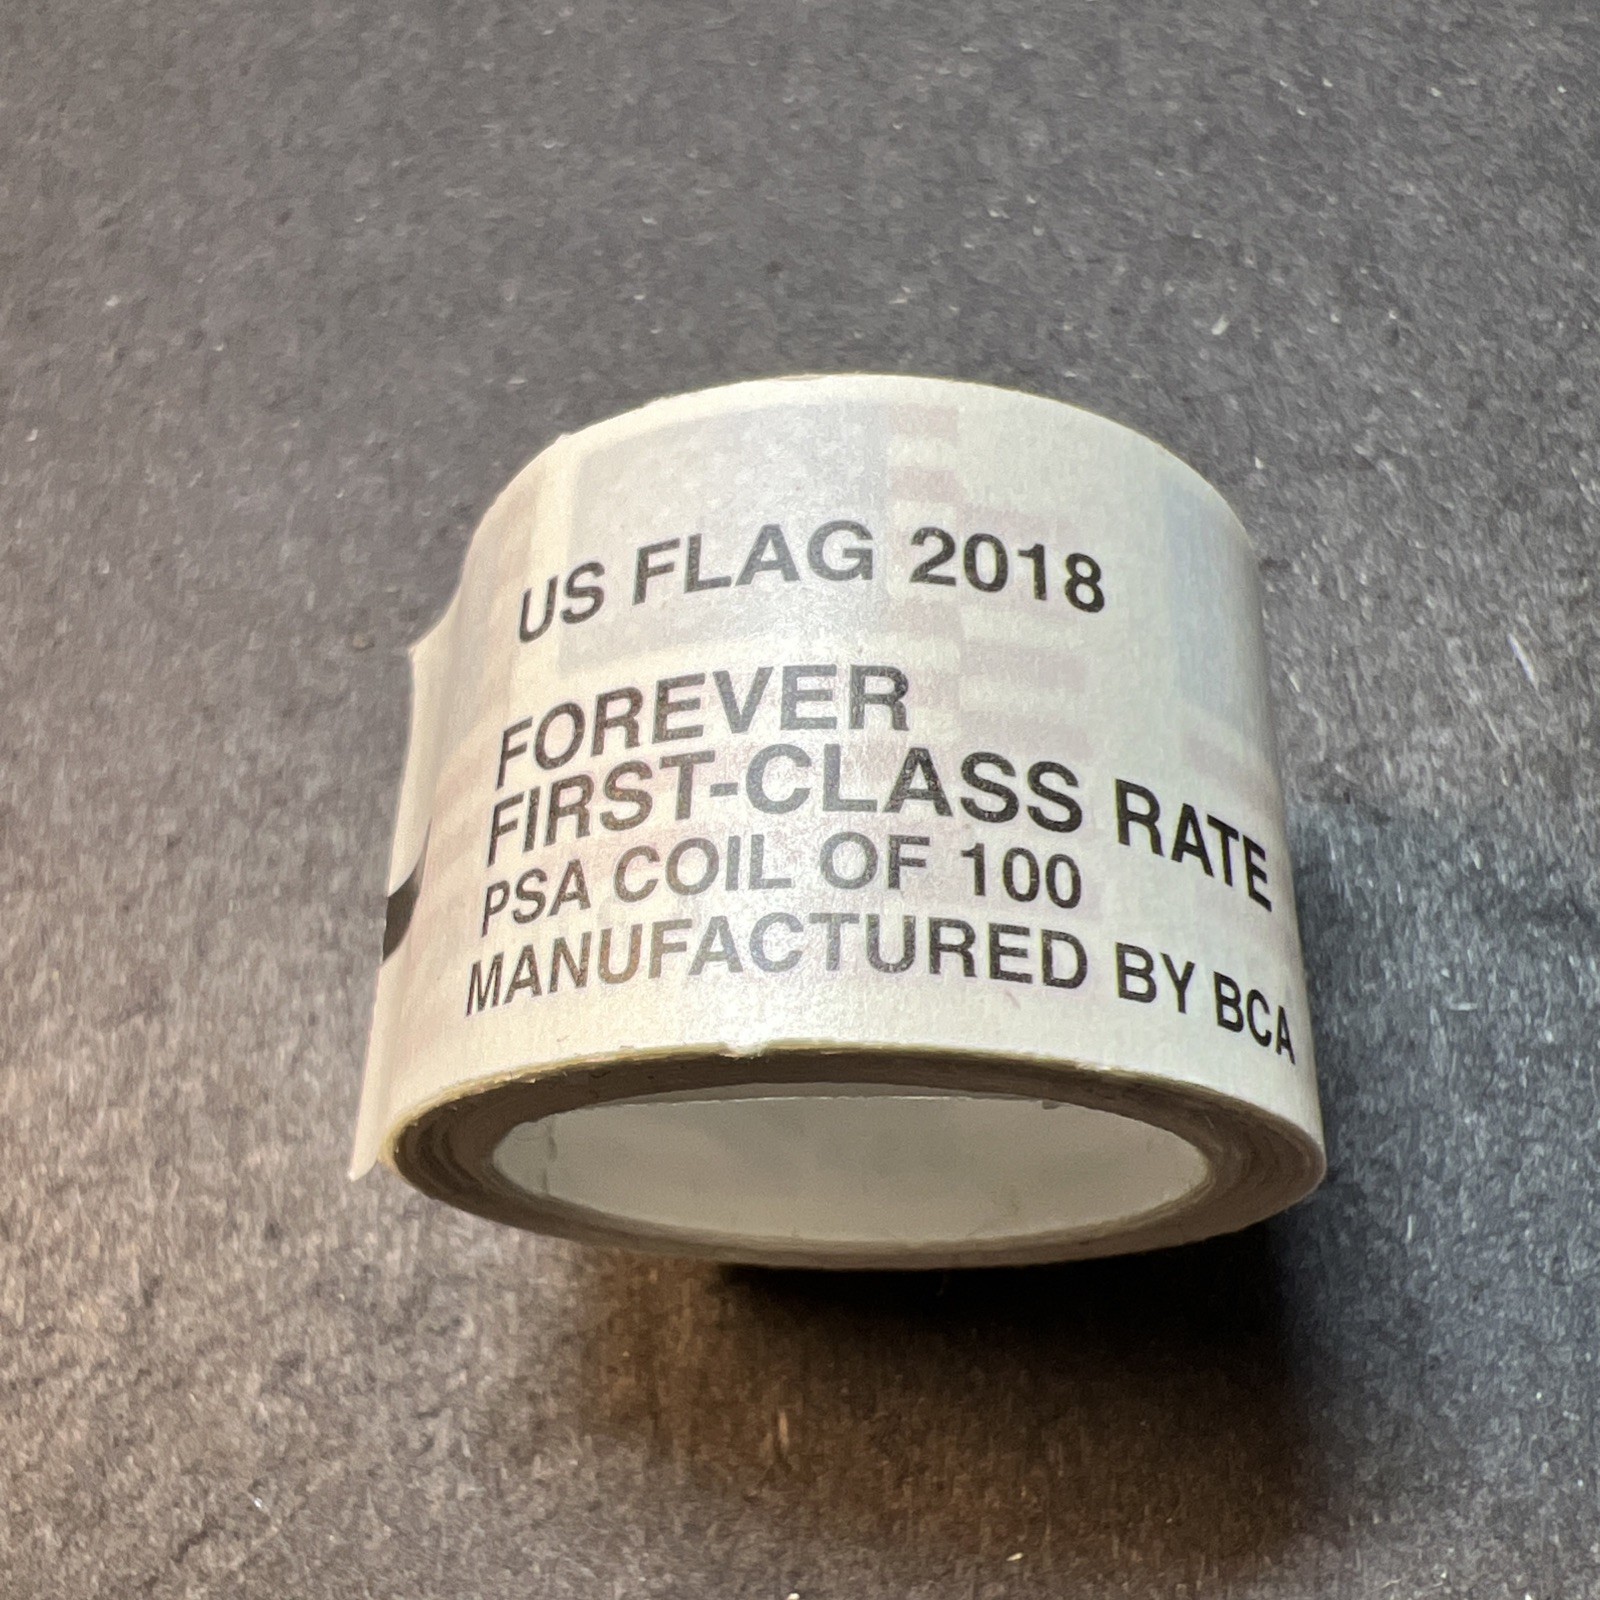 US FLAG 2018
FOREVER
FIRST-CLASS RATE
PSA COIL OF 100
MANUFACTURED BY BCA